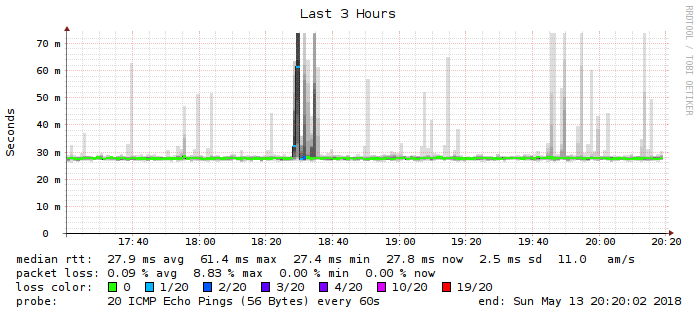 Last 3 Hours
RRDTOOL / TOBI OETIKER
Seconds
70 m
60 m
50 m
40 m
30 m
20 m
10 m
0
17:40 18:00 18:20 18:40 19:00 19:20 19:40 20:00 20:20
median rtt: 27.9 ms avg 61.4 ms max 27.4 ms min 27.8 ms now 2.5 ms sd 11.0 am/s
packet loss: 0.09 % avg 8.83 % max 0.00 % min 0.00 % now
loss color: 0 1/20 2/20 3/20 4/20 10/20 19/20
probe: 20 ICMP Echo Pings (56 Bytes) every 60s end: Sun May 13 20:20:02 2018